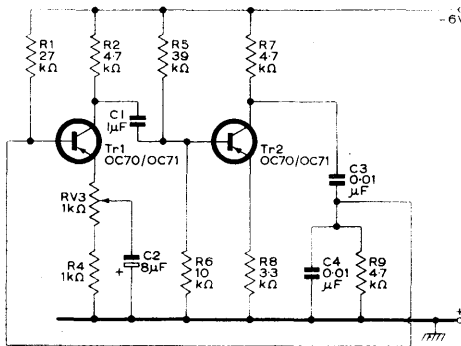 R1
27
kΩ
R2
4.7
kΩ
R5
39
kΩ
R7
4.7
kΩ
-6V
C1
1μF
Tr1
OC70/OC71
Tr2
OC70/OC71
C3
0.01
μF
RV3
1kΩ
R4
1kΩ
C2
8μF
+
R6
10
kΩ
R8
3.3
kΩ
C4
0.01
μF
R9
4.7
kΩ
+